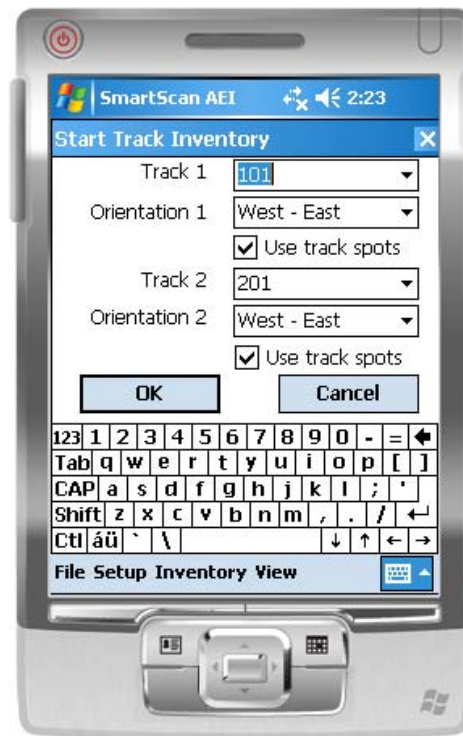 SmartScan AEI 2:23
Start Track Inventory
Track 1 101
Orientation 1 West - East
Use track spots
Track 2 201
Orientation 2 West - East
Use track spots
OK Cancel
123 1 2 3 4 5 6 7 8 9 0 - =
Tab q w e r t y u i o p [ ]
CAP a s d f g h j k l ; '
Shift z x c v b n m , . /
Ctl áü ` \
File Setup Inventory View